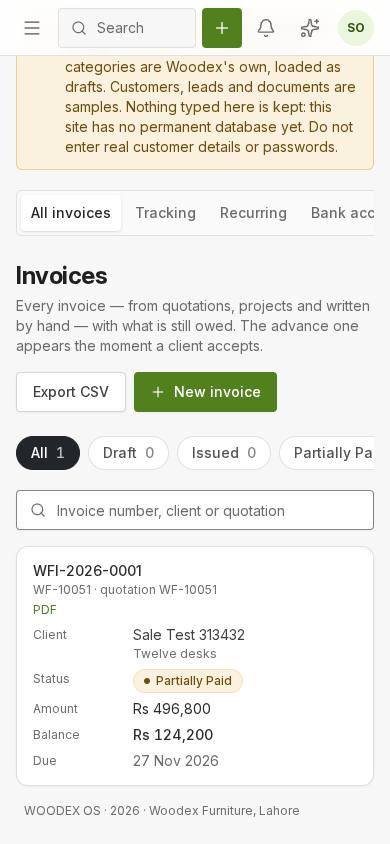 Search
SO
categories are Woodex's own, loaded as
drafts. Customers, leads and documents are
samples. Nothing typed here is kept: this
site has no permanent database yet. Do not
enter real customer details or passwords.
All invoices Tracking Recurring Bank acc
Invoices
Every invoice — from quotations, projects and written
by hand — with what is still owed. The advance one
appears the moment a client accepts.
Export CSV
New invoice
All 1 Draft 0 Issued 0 Partially Pa
Invoice number, client or quotation
WFI-2026-0001
WF-10051 · quotation WF-10051
PDF
Client Sale Test 313432
Twelve desks
Status Partially Paid
Amount Rs 496,800
Balance Rs 124,200
Due 27 Nov 2026
WOODEX OS · 2026 · Woodex Furniture, Lahore